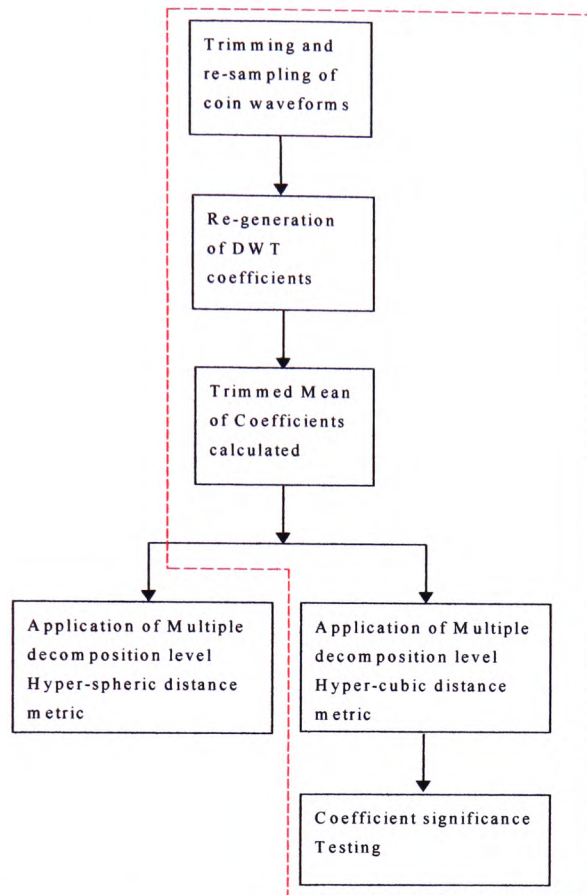 Trimming and
re-sampling of
coin waveforms
Re-generation
of DWT
coefficients
Trimmed Mean
of Coefficients
calculated
Application of Multiple
decomposition level
Hyper-spheric distance
metric
Application of Multiple
decomposition level
Hyper-cubic distance
metric
Coefficient significance
Testing